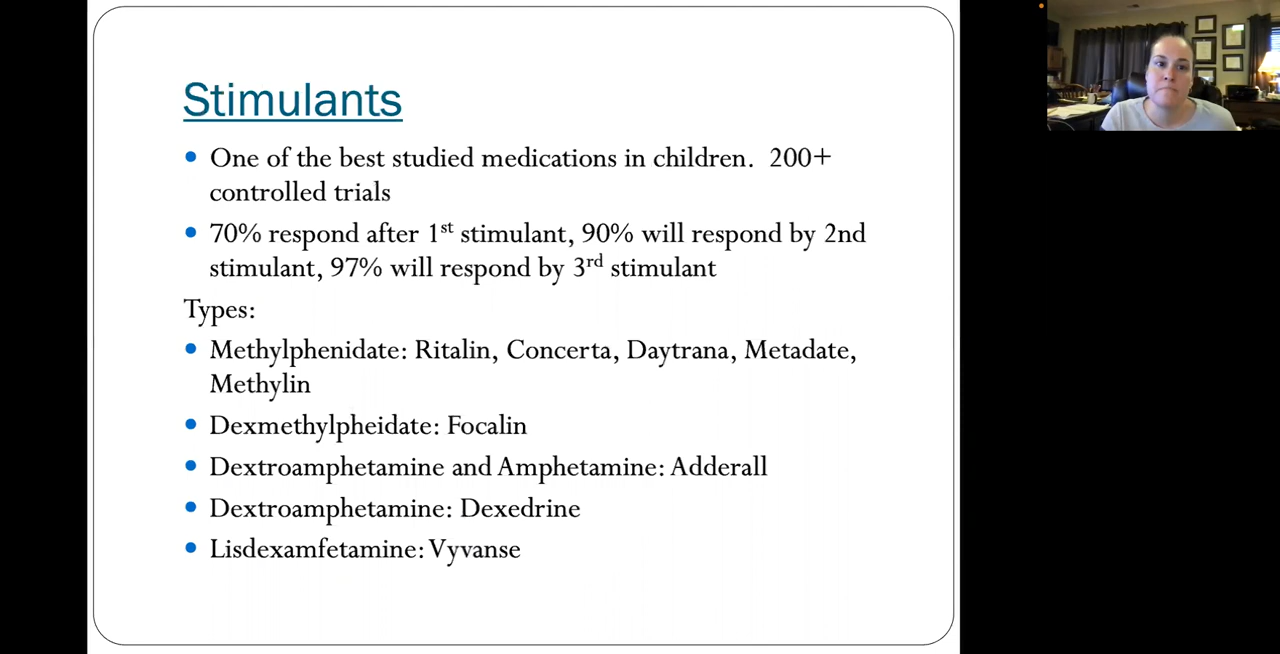 Stimulants
One of the best studied medications in children. 200+
controlled trials
70% respond after 1st stimulant, 90% will respond by 2nd
stimulant, 97% will respond by 3rd stimulant
Types:
Methylphenidate: Ritalin, Concerta, Daytrana, Metadate,
Methylin
Dexmethylpheidate: Focalin
Dextroamphetamine and Amphetamine: Adderall
Dextroamphetamine: Dexedrine
Lisdexamfetamine: Vyvanse